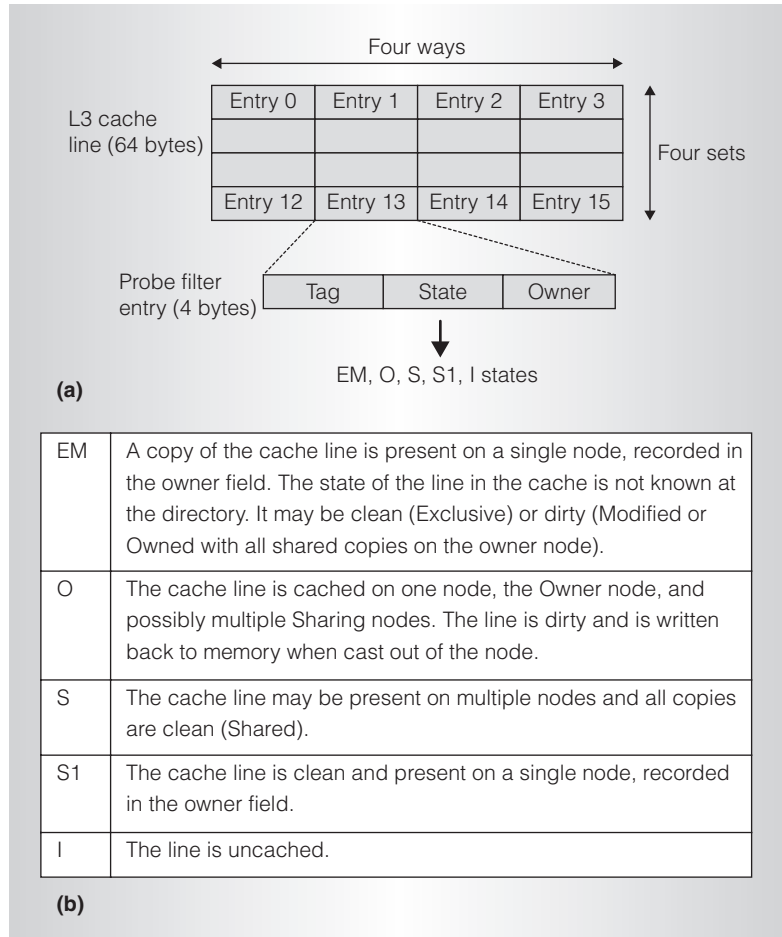 Four ways
L3 cache
line (64 bytes)
Entry 0 Entry 1 Entry 2 Entry 3
Four sets
Entry 12 Entry 13 Entry 14 Entry 15
Probe filter
entry (4 bytes)
Tag State Owner
EM, O, S, S1, I states
(a)
EM A copy of the cache line is present on a single node, recorded in
the owner field. The state of the line in the cache is not known at
the directory. It may be clean (Exclusive) or dirty (Modified or
Owned with all shared copies on the owner node).
O The cache line is cached on one node, the Owner node, and
possibly multiple Sharing nodes. The line is dirty and is written
back to memory when cast out of the node.
S The cache line may be present on multiple nodes and all copies
are clean (Shared).
S1 The cache line is clean and present on a single node, recorded
in the owner field.
I The line is uncached.
(b)